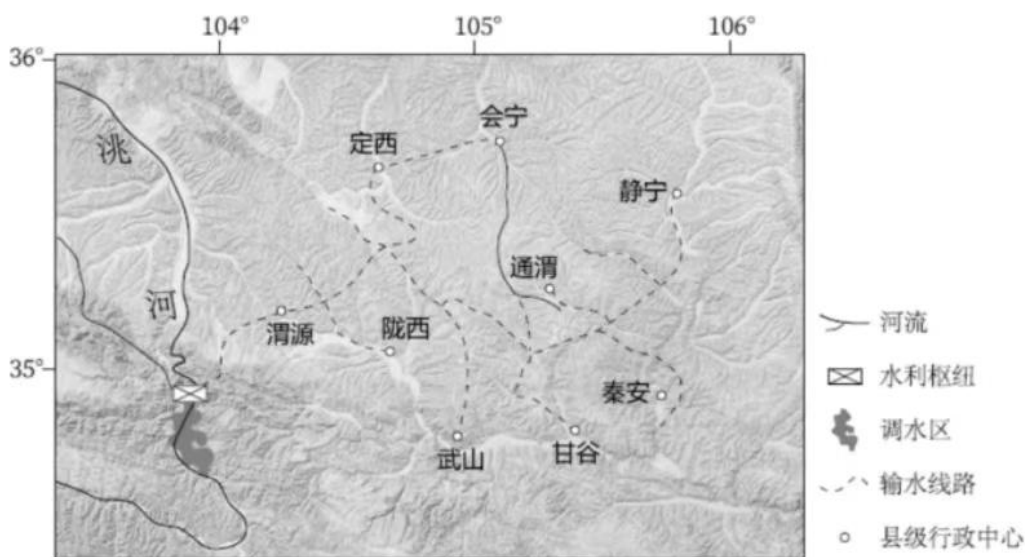 104° 105° 106°
36°
会宁
定西
洮
静宁
通渭
河
渭源
陇西
35°
秦安
武山
甘谷
河流
水利枢纽
调水区
输水线路
县级行政中心